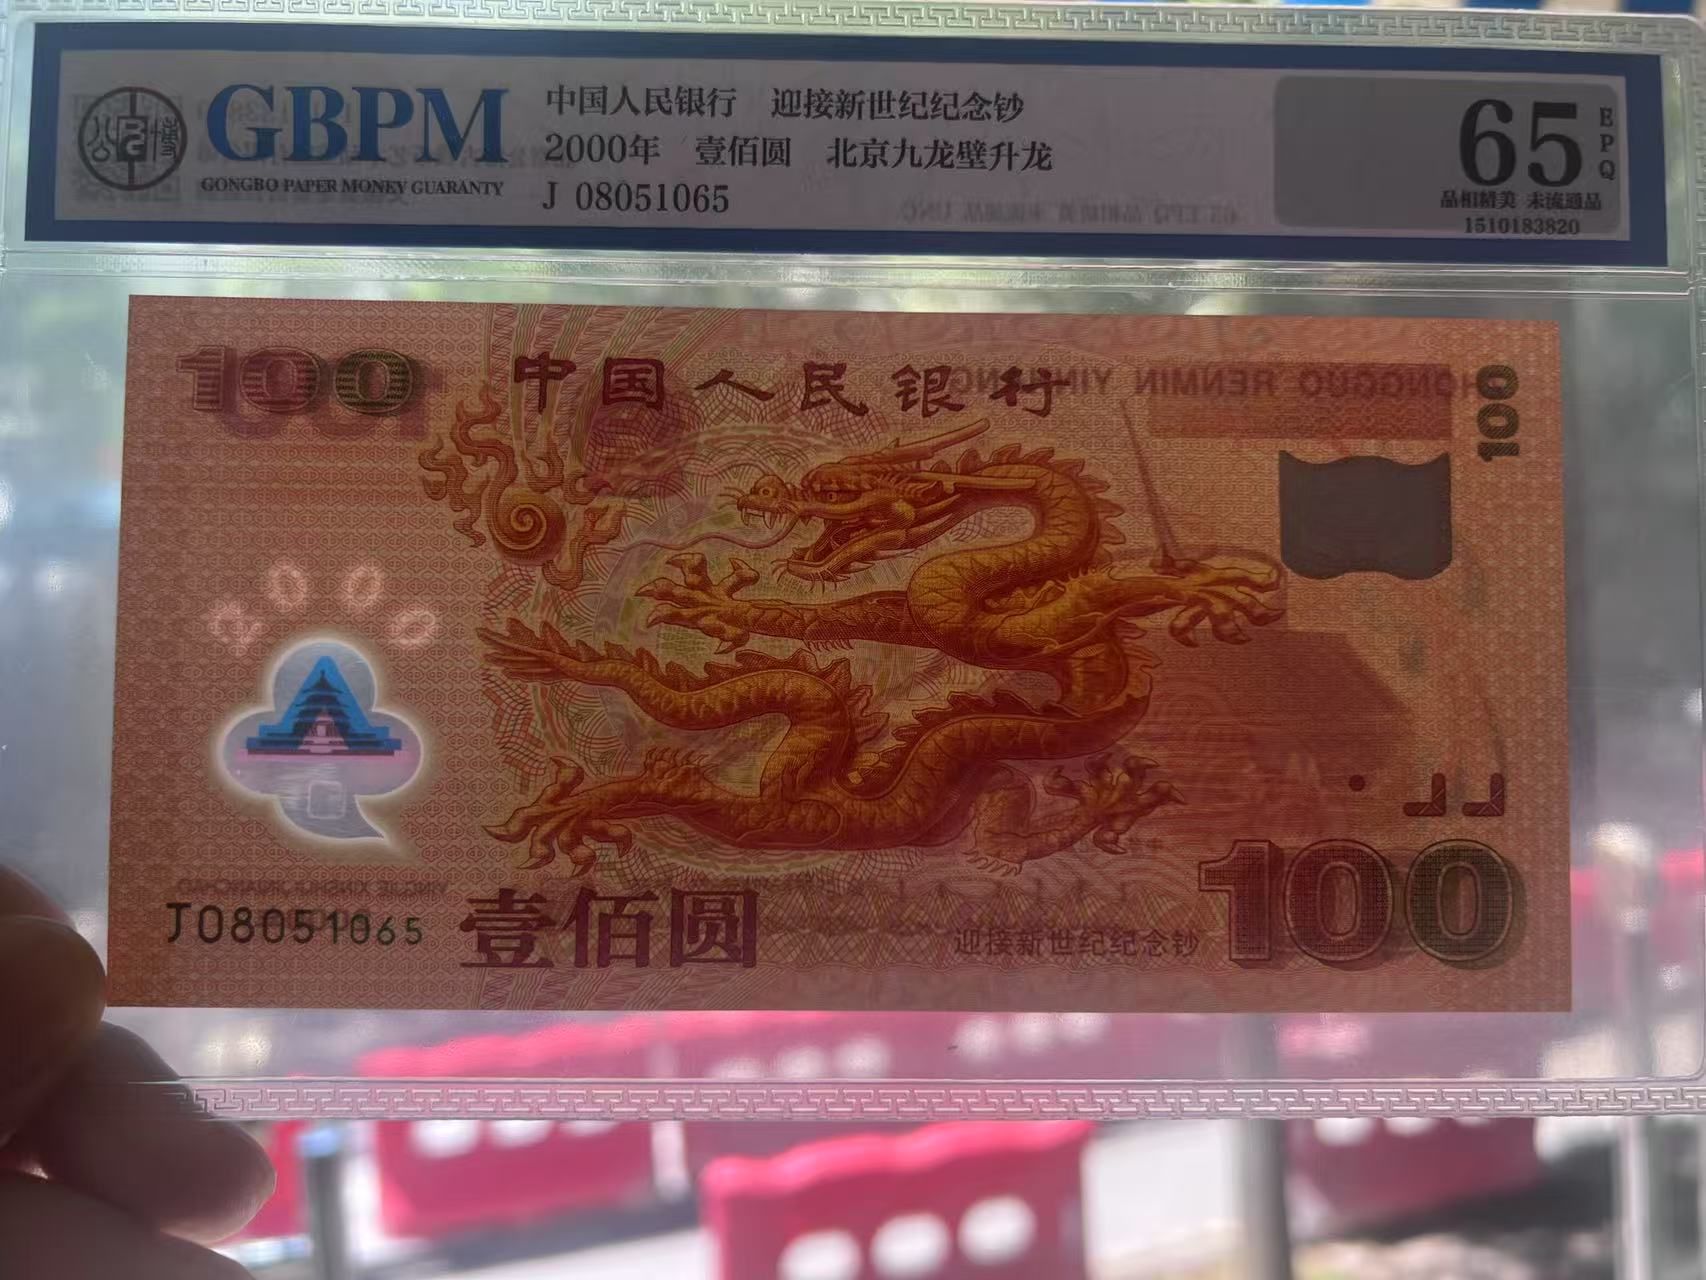 GBPM
GONGBO PAPER MONEY GUARANTY
中国人民银行 迎接新世纪纪念钞
2000年 壹佰圆 北京九龙壁升龙
J 08051065
65
EPQ
品相精美 未流通品
1510183820
100
中国人民银行
100
2000
J08051065
壹佰圆
迎接新世纪纪念钞
100